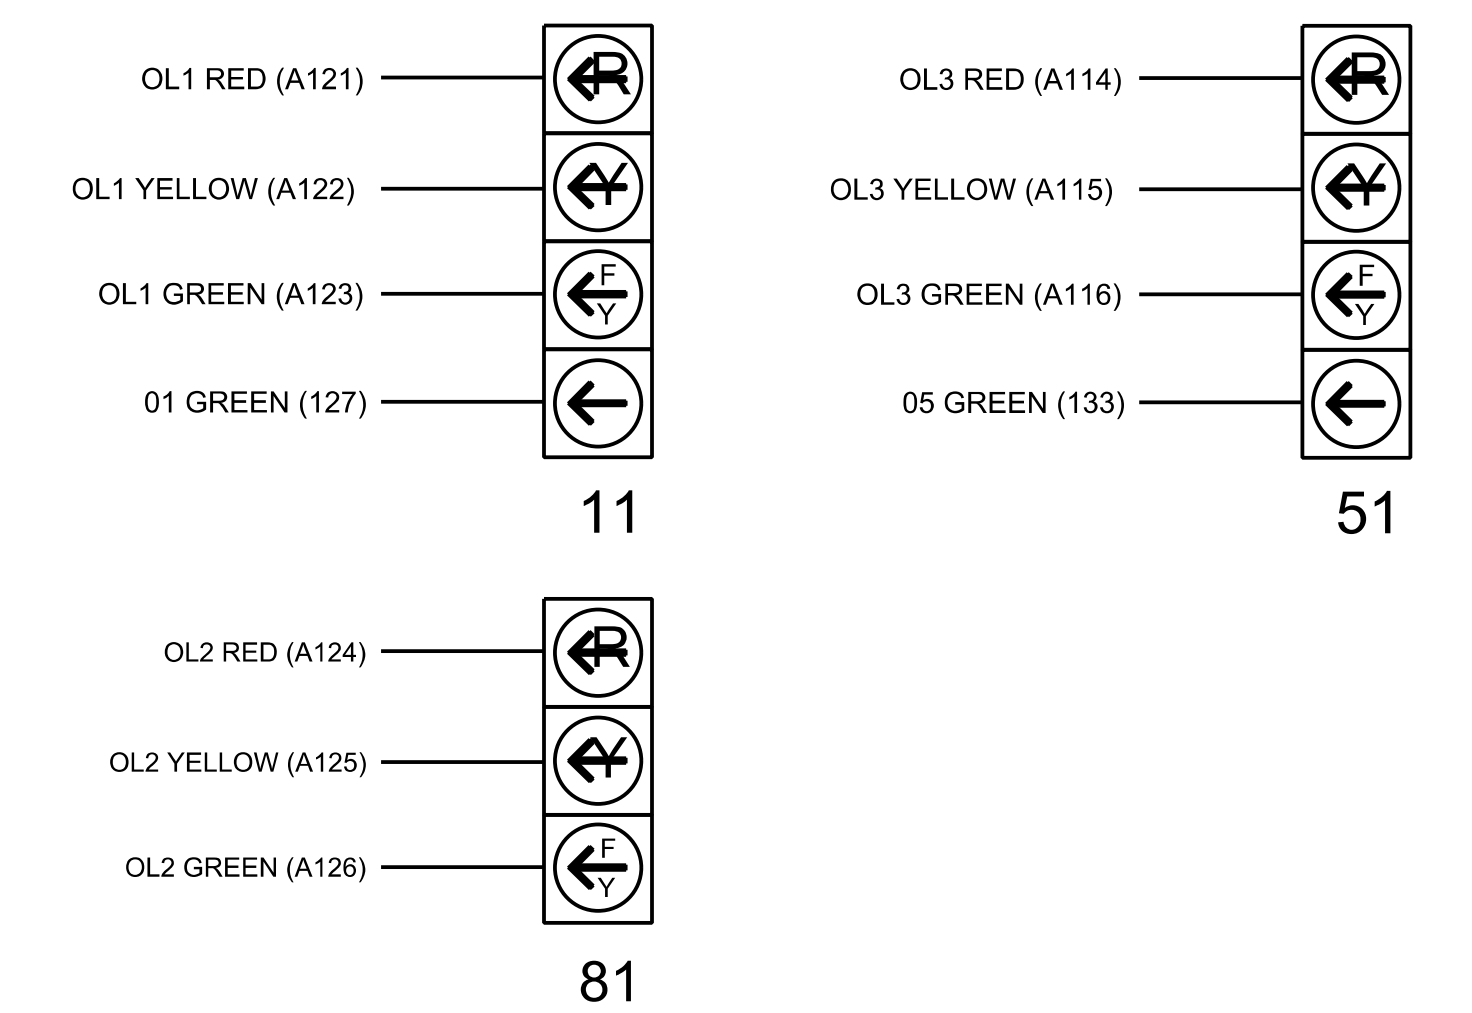 OL1 RED (A121)
R
OL1 YELLOW (A122)
Y
OL1 GREEN (A123)
F
Y
01 GREEN (127)
11
OL3 RED (A114)
R
OL3 YELLOW (A115)
Y
OL3 GREEN (A116)
F
Y
05 GREEN (133)
51
OL2 RED (A124)
R
OL2 YELLOW (A125)
Y
OL2 GREEN (A126)
F
Y
81